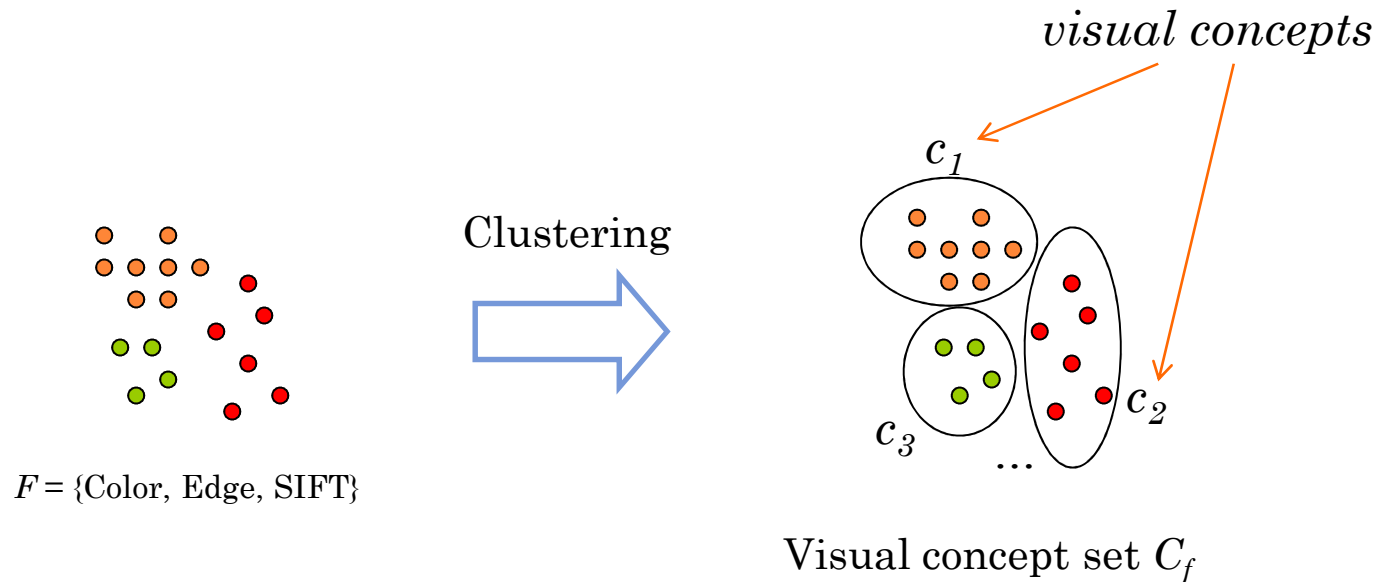 visual concepts
c1
Clustering
c2
c3
...
F = {Color, Edge, SIFT}
Visual concept set Cf